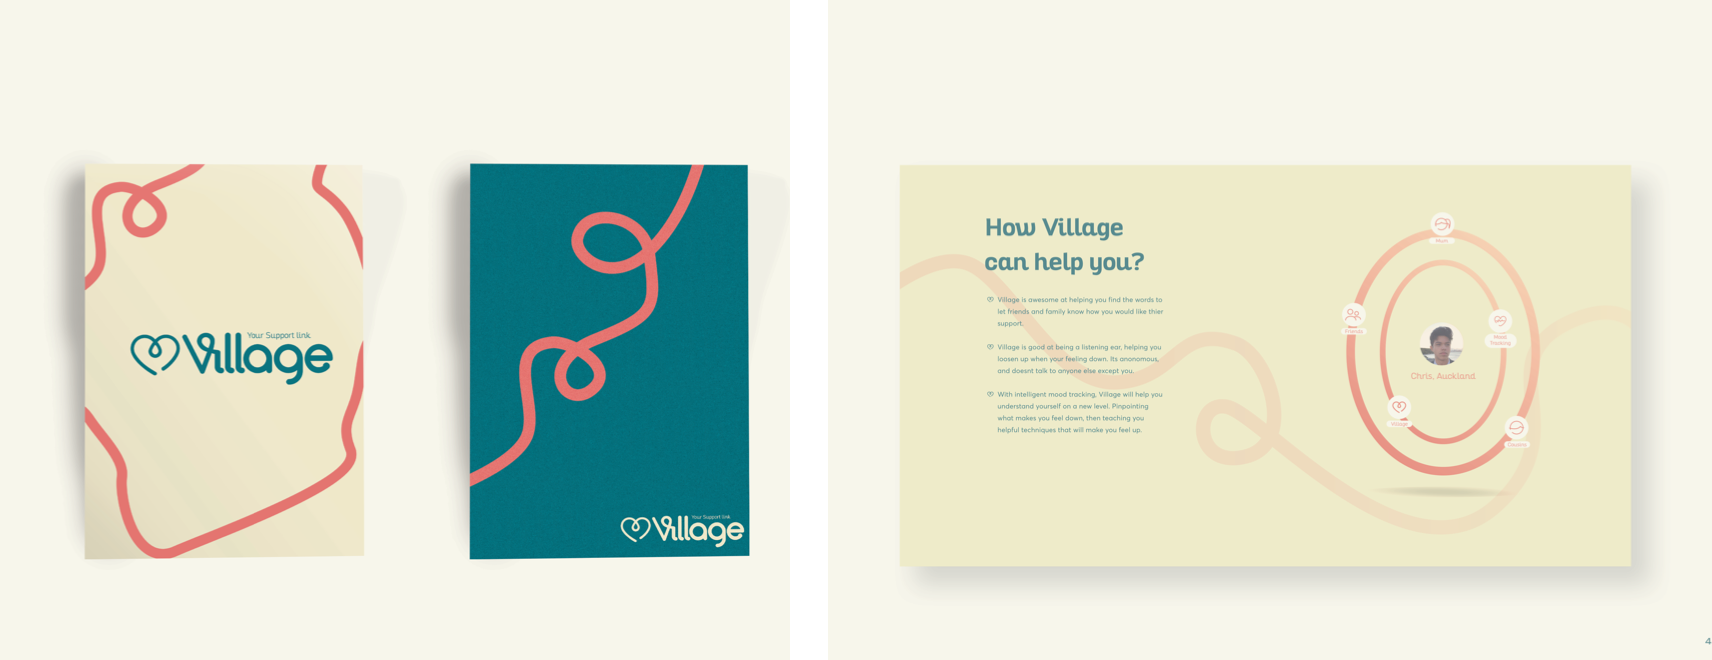 Your Support link
Village
Your Support link
Village
How Village
can help you?
Village is awesome at helping you find the words to
let friends and family know how you would like thier
support.
Village is good at being a listening ear, helping you
loosen up when your feeling down. Its anonomous,
and doesnt talk to anyone else except you.
With intelligent mood tracking, Village will help you
understand yourself on a new level. Pinpointing
what makes you feel down, then teaching you
helpful techniques that will make you feel up.
Mum
Friends
Mood
Tracking
Chris, Auckland
Village
Cousins
4